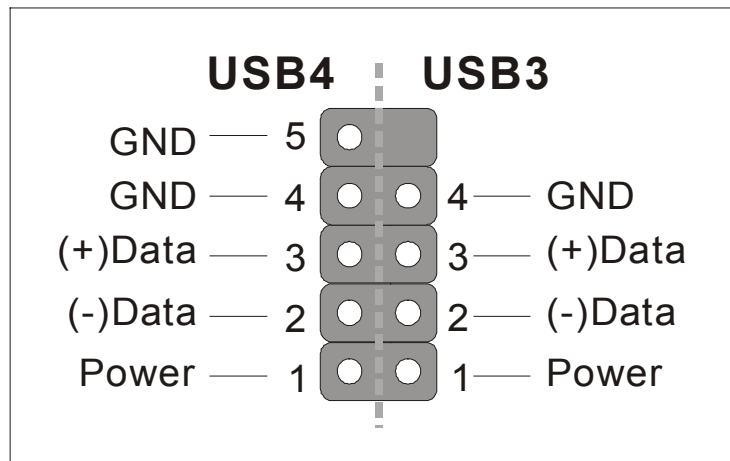 USB4 USB3
GND 5
GND 4 4 GND
(+)Data 3 3 (+)Data
(-)Data 2 2 (-)Data
Power 1 1 Power